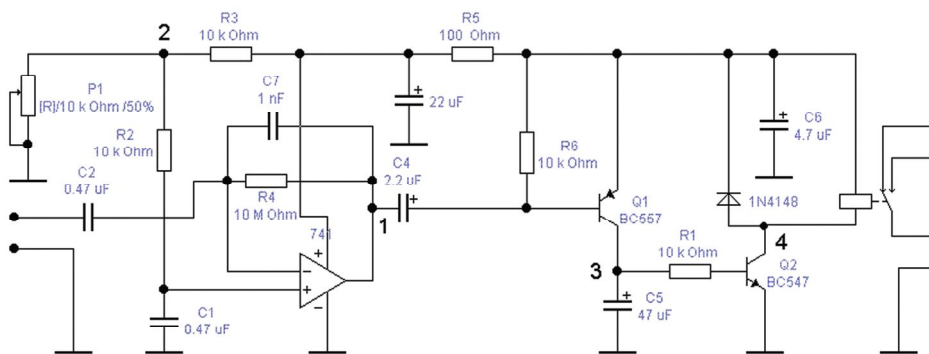 R3
10 k Ohm
R5
100 Ohm
2
C7
1 nF
P1
[R]/10 k Ohm /50%
22 uF
C6
4.7 uF
R2
10 k Ohm
R6
10 k Ohm
C2
0.47 uF
R4
10 M Ohm
C4
2.2 uF
1
1N4148
Q1
BC557
741
R1
10 k Ohm
4
3
Q2
BC547
C1
0.47 uF
C5
47 uF